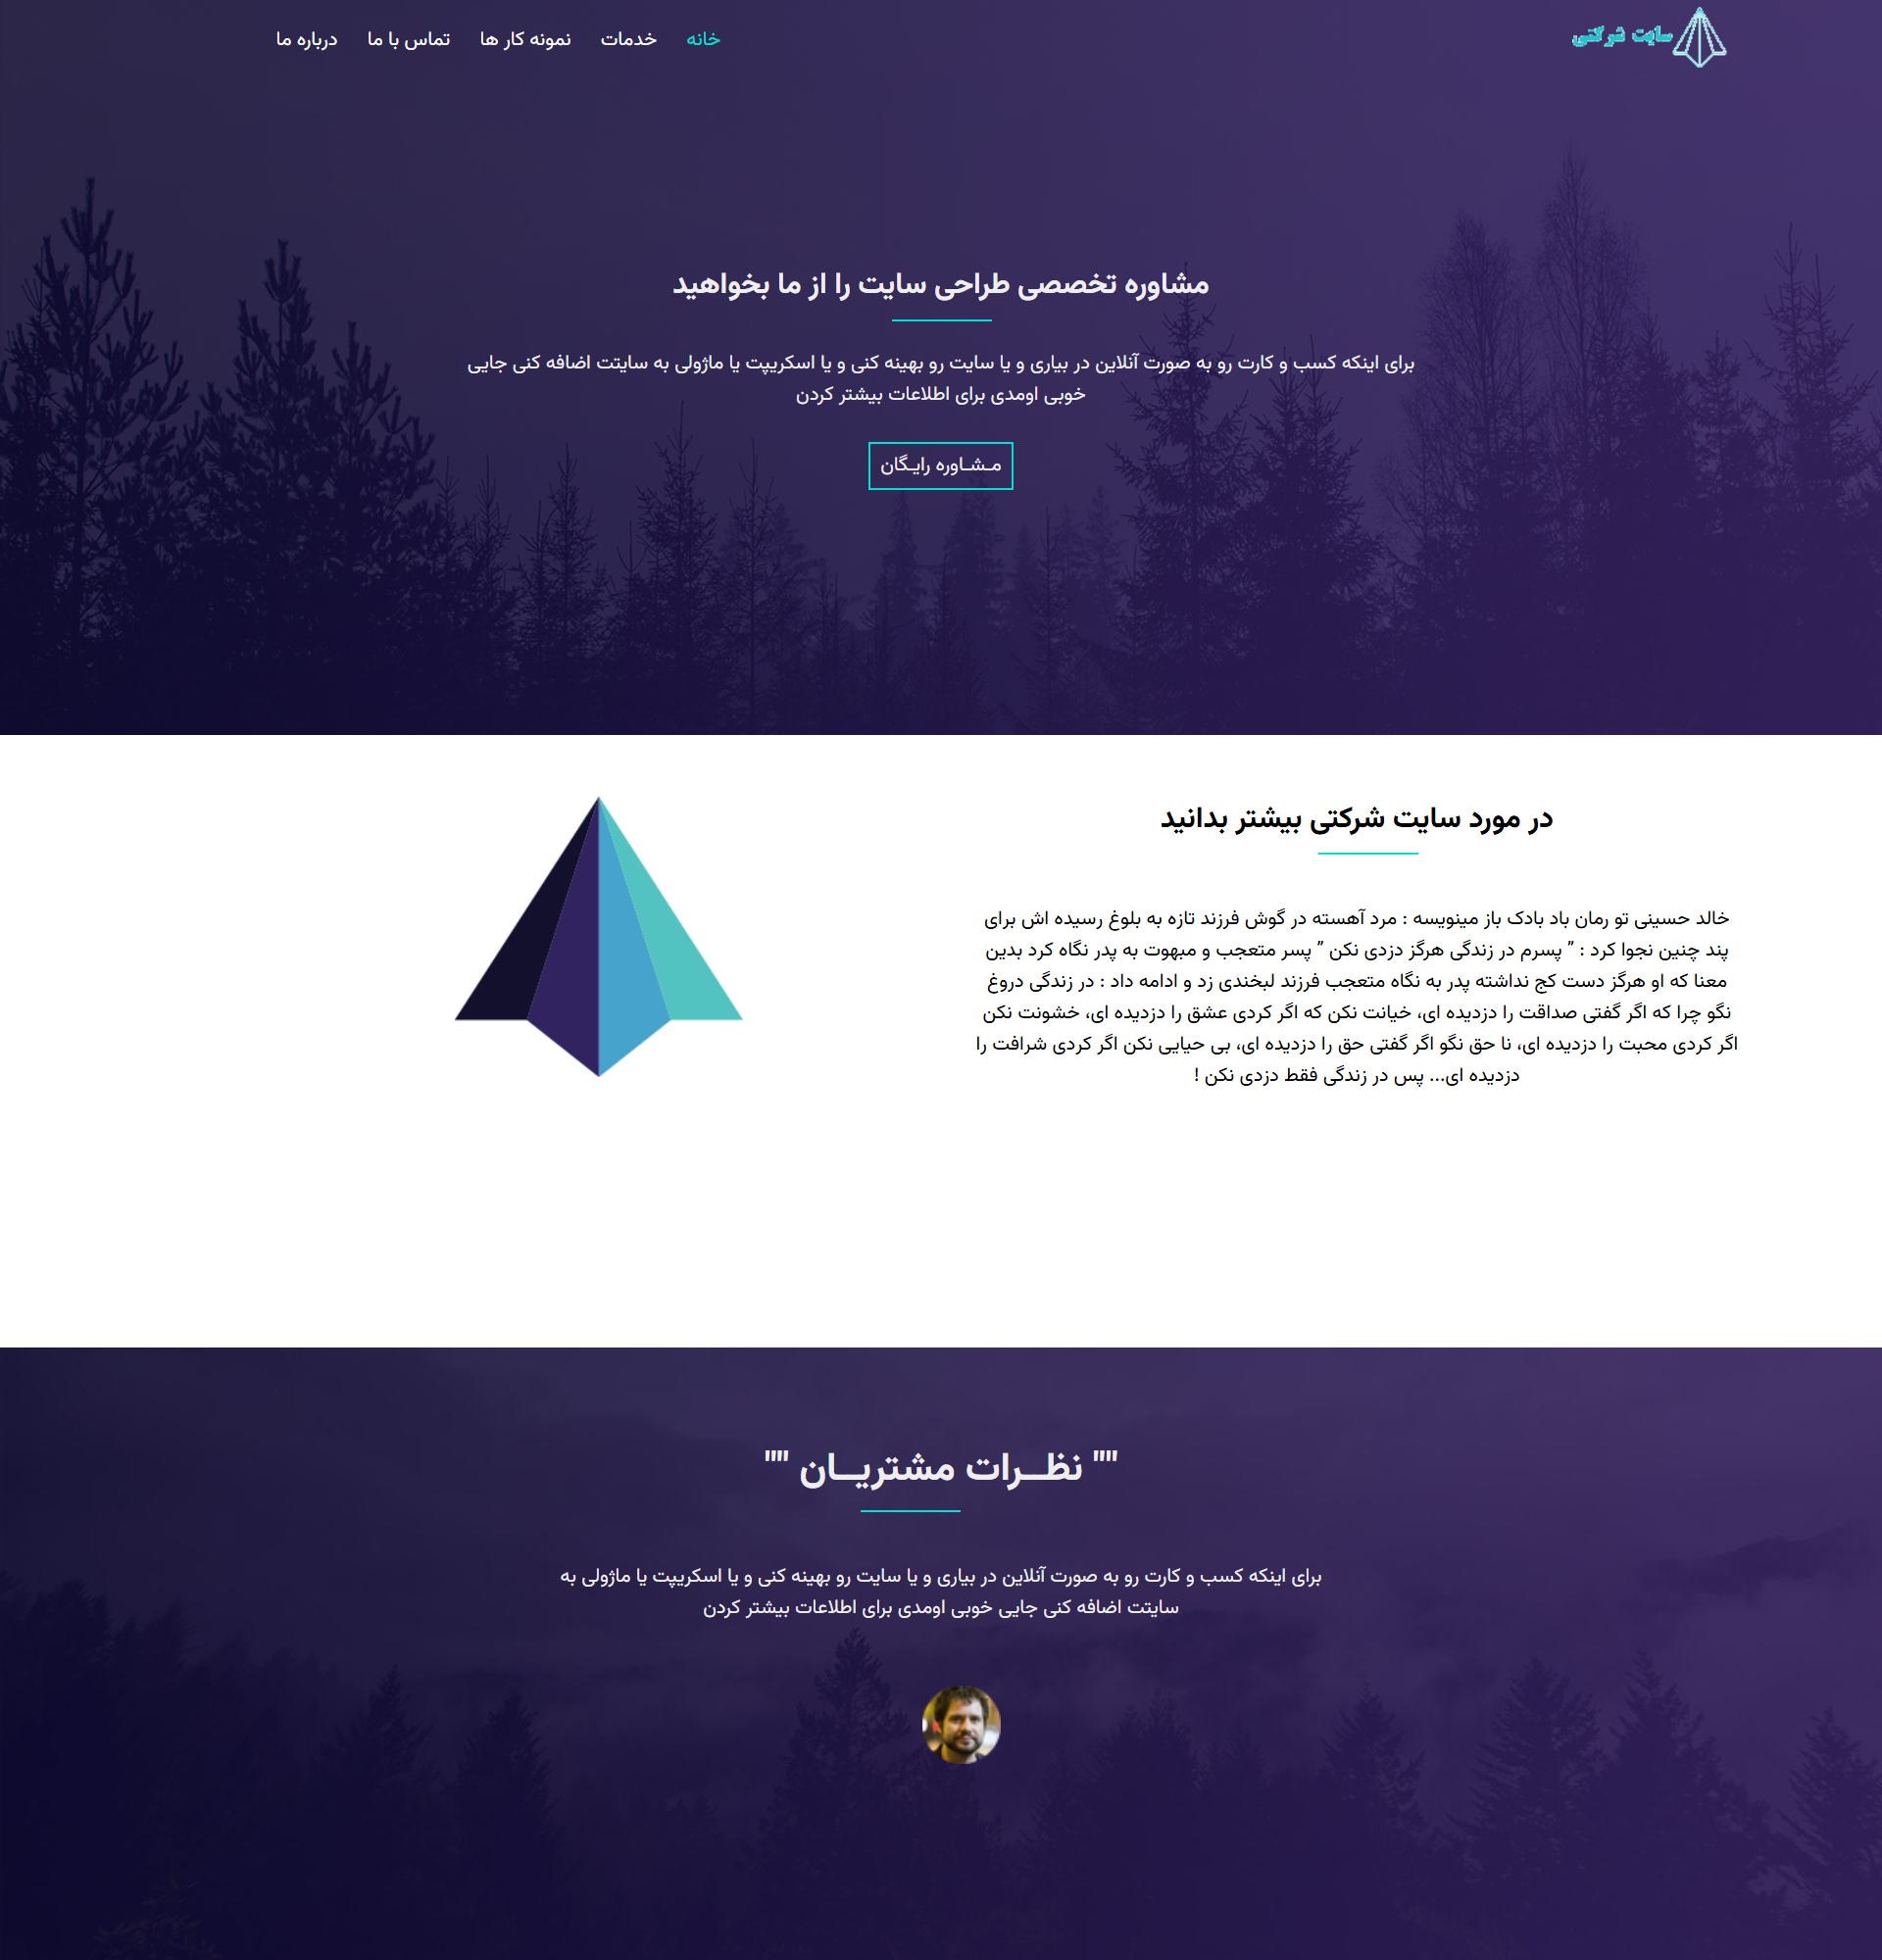 سایت شرکتی
خانه
خدمات
نمونه کار ها
تماس با ما
درباره ما
مشاوره تخصصی طراحی سایت را از ما بخواهید
برای اینکه کسب و کارت رو به صورت آنلاین در بیاری و یا سایت رو بهینه کنی و یا اسکریپت یا ماژولی به سایتت اضافه کنی جایی
خوبی اومدی برای اطلاعات بیشتر کردن
مـشـاوره رایـگان
در مورد سایت شرکتی بیشتر بدانید
خالد حسینی تو رمان باد بادک باز مینویسه : مرد آهسته در گوش فرزند تازه به بلوغ رسیده اش برای
پند چنین نجوا کرد : ” پسرم در زندگی هرگز دزدی نکن ” پسر متعجب و مبهوت به پدر نگاه کرد بدین
معنا که او هرگز دست کج نداشته پدر به نگاه متعجب فرزند لبخندی زد و ادامه داد : در زندگی دروغ
نگو چرا که اگر گفتی صداقت را دزدیده ای، خیانت نکن که اگر کردی عشق را دزدیده ای، خشونت نکن
اگر کردی محبت را دزدیده ای، نا حق نگو اگر گفتی حق را دزدیده ای، بی حیایی نکن اگر کردی شرافت را
دزدیده ای... پس در زندگی فقط دزدی نکن !
"" نظــرات مشتریــان ""
برای اینکه کسب و کارت رو به صورت آنلاین در بیاری و یا سایت رو بهینه کنی و یا اسکریپت یا ماژولی به
سایتت اضافه کنی جایی خوبی اومدی برای اطلاعات بیشتر کردن